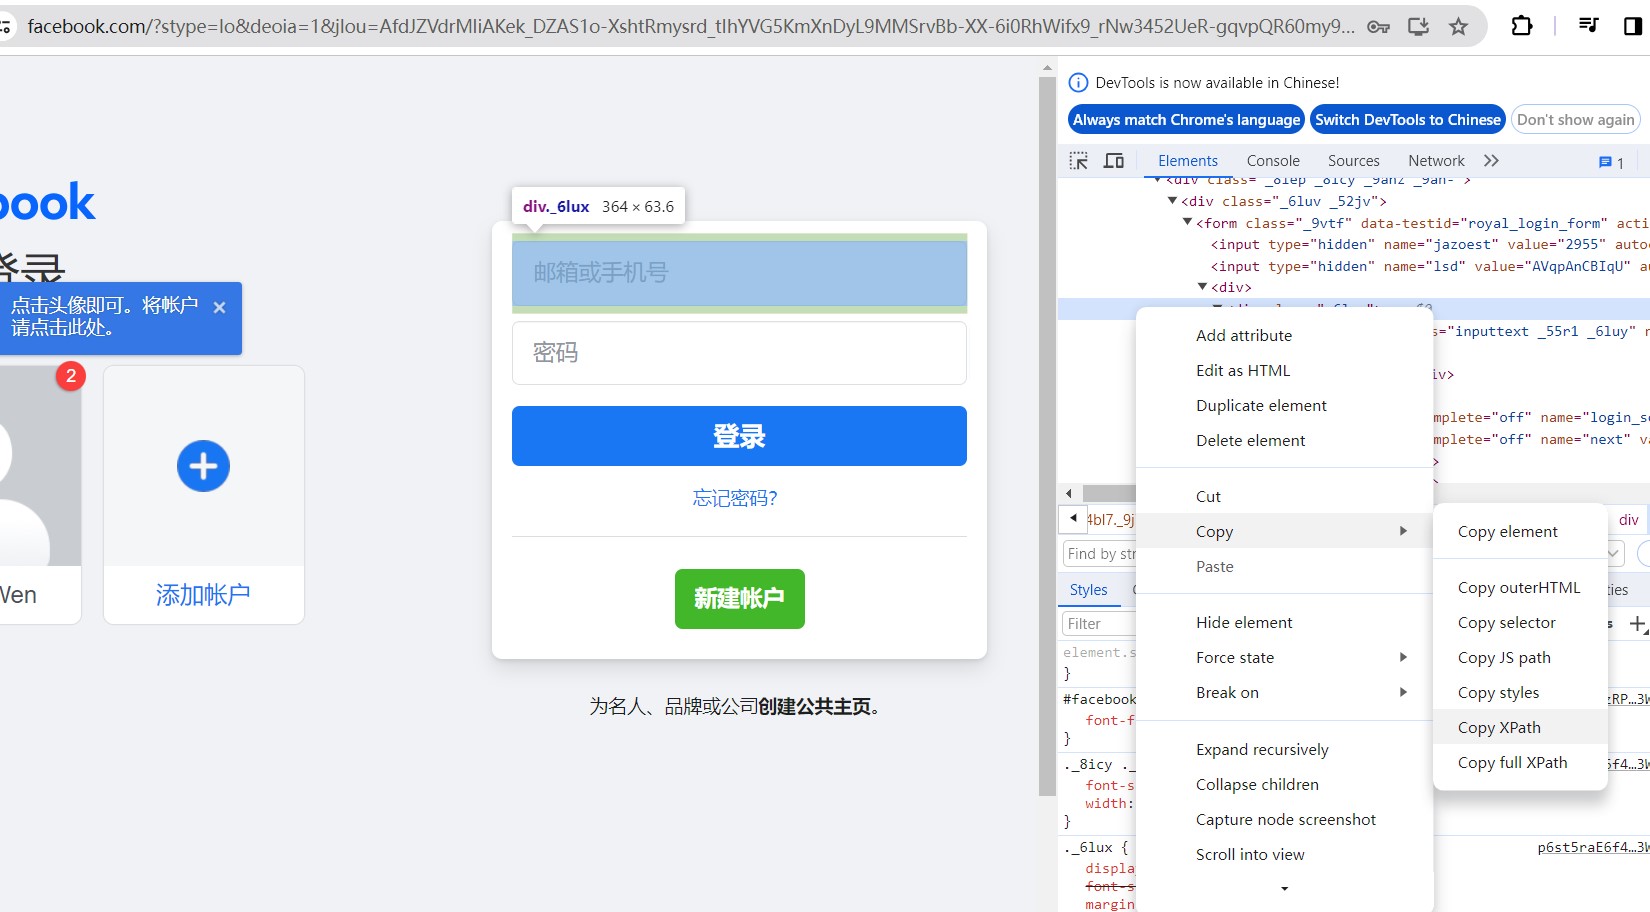 facebook.com/?stype=lo&deoia=1&jlou=AfdJZVdrMIiAKek_DZAS1o-XshtRmysrd_tIhYVG5KmXnDyL9MMSrvBb-XX-6i0RhWifx9_rNw3452UeR-gqvpQR60my9...
book
登录
点击头像即可。将帐户
请点击此处。
2
Wen
添加帐户
div._6lux 364 × 63.6
邮箱或手机号
密码
登录
忘记密码?
新建帐户
为名人、品牌或公司创建公共主页。
DevTools is now available in Chinese!
Always match Chrome's language
Switch DevTools to Chinese
Don't show again
Elements
Console
Sources
Network
1
<div class="_8iep _8icy _9ahz _9ah-">
<div class="_6luv _52jv">
<form class="_9vtf" data-testid="royal_login_form" acti
<input type="hidden" name="jazoest" value="2955" auto
<input type="hidden" name="lsd" value="AVqpAnCBIqU" a
<div>
s="inputtext _55r1 _6luy" n
iv>
mplete="off" name="login_s
mplete="off" name="next" va
>
Add attribute
Edit as HTML
Duplicate element
Delete element
Cut
Copy
Paste
Hide element
Force state
Break on
Expand recursively
Collapse children
Capture node screenshot
Scroll into view
Copy element
Copy outerHTML
Copy selector
Copy JS path
Copy styles
Copy XPath
Copy full XPath
4bl7._9j
div
Find by str
Styles
ties
Filter
element.s
}
#facebook
zRP…3W
font-f
}
._8icy ._
5f4…3W
font-s
width:
}
._6lux {
p6st5raE6f4…3W
displa
font-s
margin